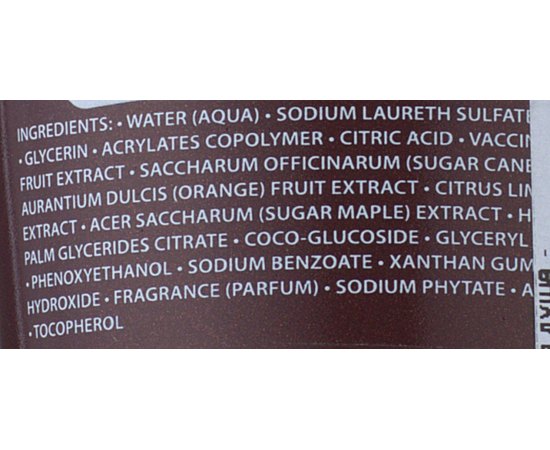 INGREDIENTS: • WATER (AQUA) • SODIUM LAURETH SULFATE
• GLYCERIN • ACRYLATES COPOLYMER • CITRIC ACID • VACCIN
FRUIT EXTRACT • SACCHARUM OFFICINARUM (SUGAR CANE
AURANTIUM DULCIS (ORANGE) FRUIT EXTRACT • CITRUS LIM
EXTRACT • ACER SACCHARUM (SUGAR MAPLE) EXTRACT • H
PALM GLYCERIDES CITRATE • COCO-GLUCOSIDE • GLYCERYL
• PHENOXYETHANOL • SODIUM BENZOATE • XANTHAN GUM
HYDROXIDE • FRAGRANCE (PARFUM) • SODIUM PHYTATE • A
• TOCOPHEROL